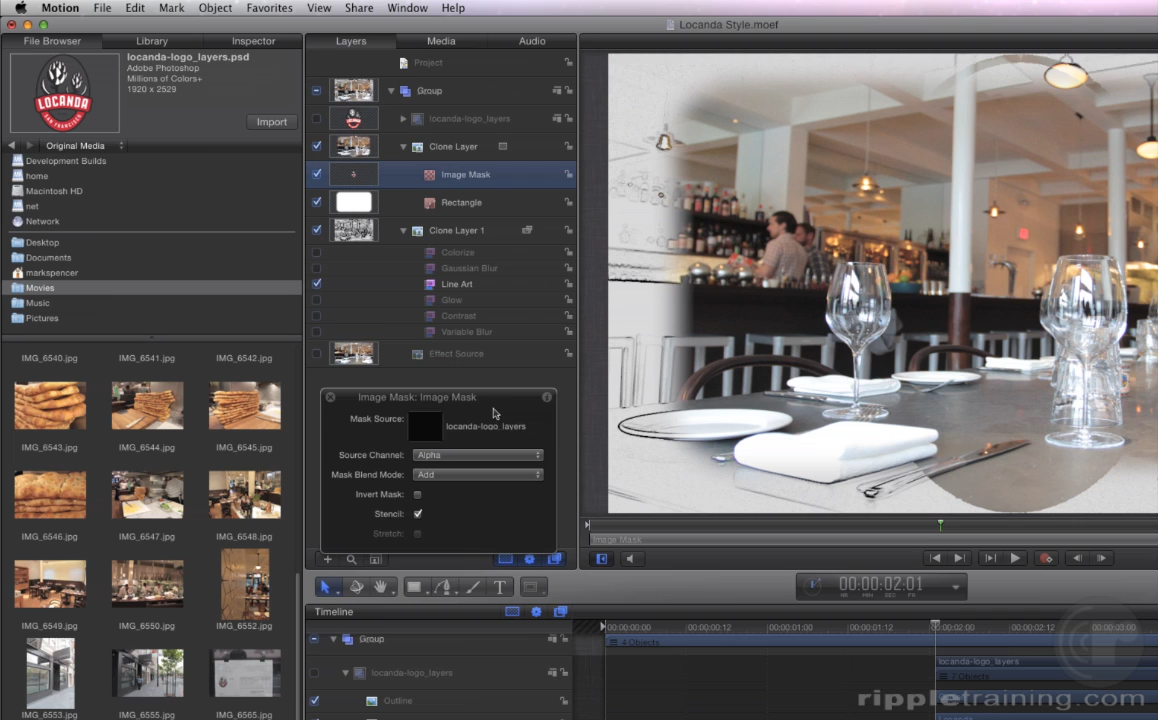 Motion File Edit Mark Object Favorites View Share Window Help
Locanda Style.moef
File Browser Library Inspector
Layers Media Audio
locanda-logo_layers.psd
Adobe Photoshop
Millions of Colors+
1920 x 2529
LOCANDA
SAN FRANCISCO
Import
Original Media
Development Builds
home
Macintosh HD
net
Network
Desktop
Documents
markspencer
Movies
Music
Pictures
IMG_6540.jpg IMG_6541.jpg IMG_6542.jpg
IMG_6543.jpg IMG_6544.jpg IMG_6545.jpg
IMG_6546.jpg IMG_6547.jpg IMG_6548.jpg
IMG_6549.jpg IMG_6550.jpg IMG_6552.jpg
IMG_6553.jpg IMG_6555.jpg IMG_6565.jpg
Project
Group
locanda-logo_layers
Clone Layer
Image Mask
Rectangle
Clone Layer 1
Colorize
Gaussian Blur
Line Art
Glow
Contrast
Variable Blur
Effect Source
Image Mask: Image Mask
Mask Source: locanda-logo_layers
Source Channel: Alpha
Mask Blend Mode: Add
Invert Mask:
Stencil:
Stretch:
Image Mask
T
00:00:02:01
HR MIN SEC FR
Timeline
00:00:00:00 00:00:00:12 00:00:01:00 00:00:01:12 00:00:02:00 00:00:02:12 00:00:03:00
Group
4 Objects
locanda-logo_layers
locanda-logo_layers
7 Objects
Outline
rippletraining.com